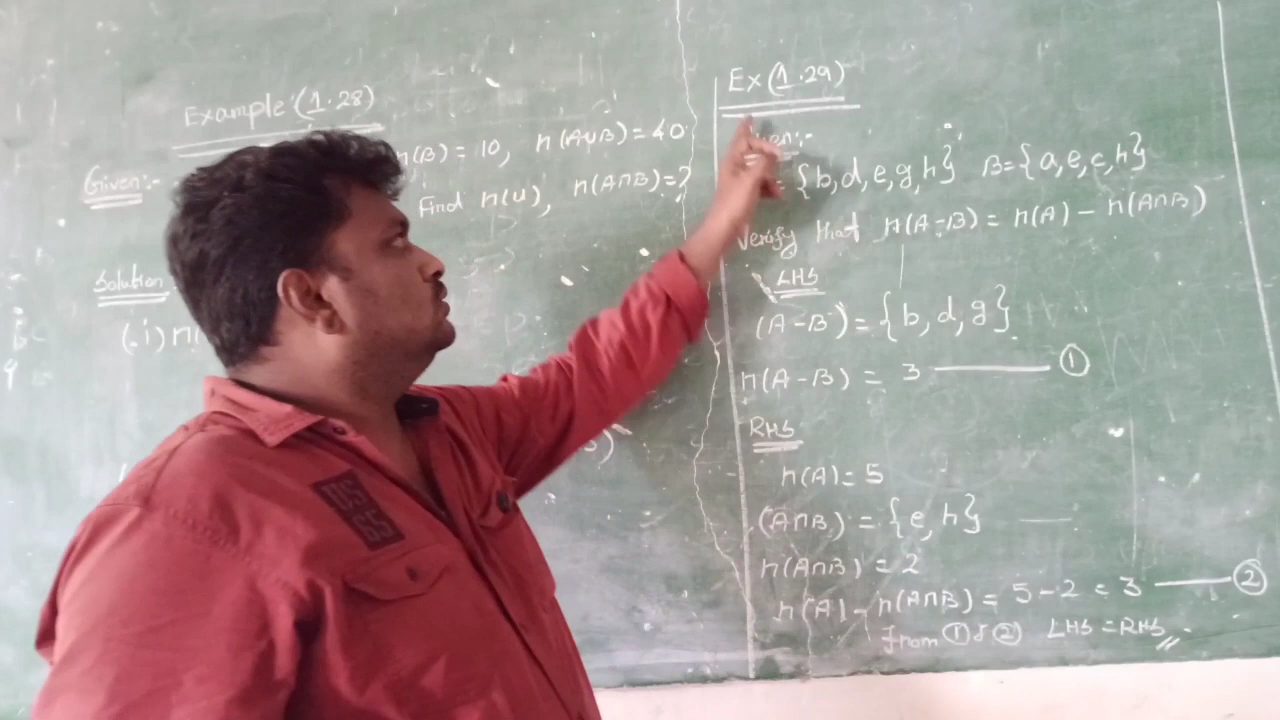 Example:(1.28)
Given:-
n(B) = 10, n(A∪B) = 40
Find n(U), n(A∩B) = ?
Solution
(i) n(
Ex(1.29)
= {b, d, e, g, h} B = {a, e, c, h}
Verify that n(A-B) = n(A) - n(A∩B)
LHS
(A-B) = {b, d, g}
n(A-B) = 3 ——— ①
RHS
n(A) = 5
(A∩B) = {e, h}
n(A∩B) = 2
n(A) - n(A∩B) = 5-2 = 3 ——— ②
From ① & ② LHS = RHS